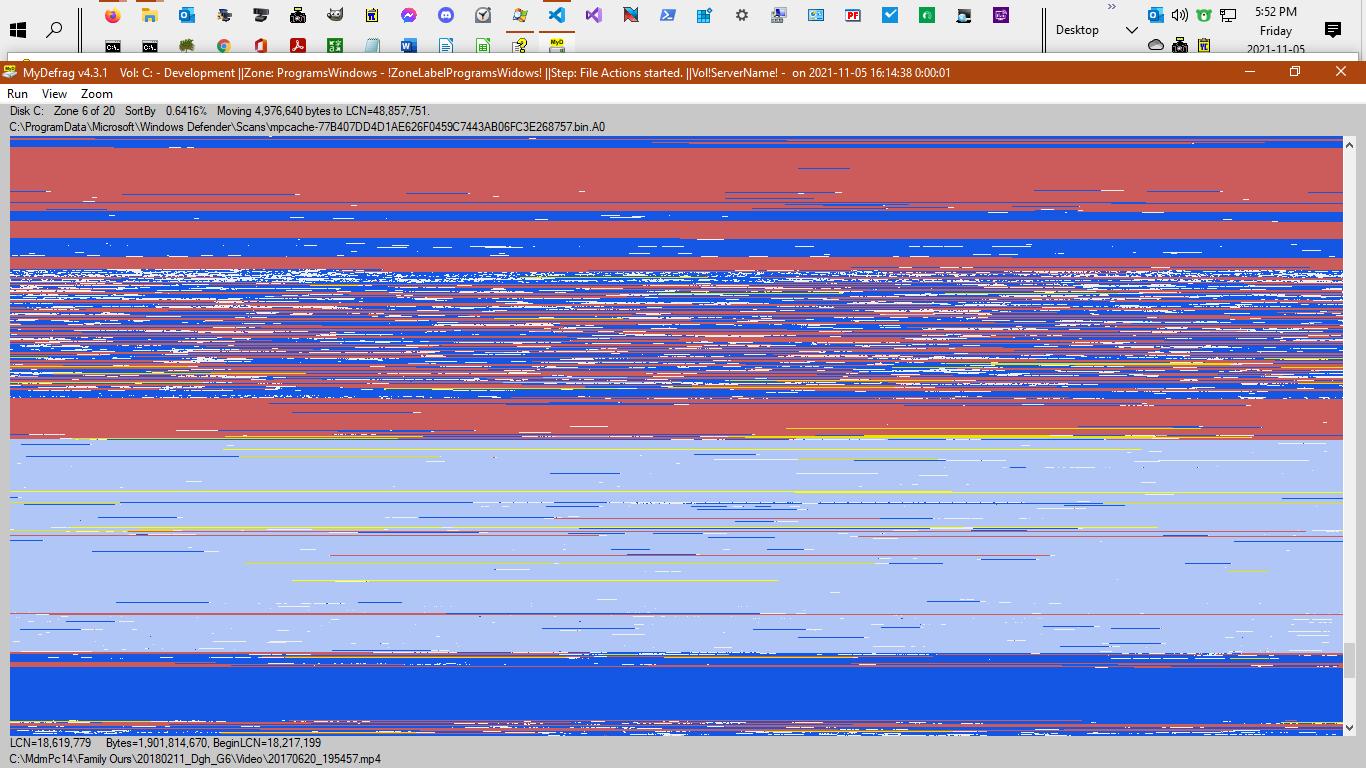 5:52 PM
Friday
2021-11-05
Desktop
MyDefrag v4.3.1 Vol: C: - Development ||Zone: ProgramsWindows - !ZoneLabelProgramsWidows! ||Step: File Actions started. ||Vol!ServerName! - on 2021-11-05 16:14:38 0:00:01
Run View Zoom
Disk C: Zone 6 of 20 SortBy 0.6416% Moving 4,976,640 bytes to LCN=48,857,751.
C:\ProgramData\Microsoft\Windows Defender\Scans\mpcache-77B407DD4D1AE626F0459C7443AB06FC3E268757.bin.A0
LCN=18,619,779 Bytes=1,901,814,670, BeginLCN=18,217,199
C:\MdmPc14\Family Ours\20180211_Dgh_G6\Video\20170620_195457.mp4